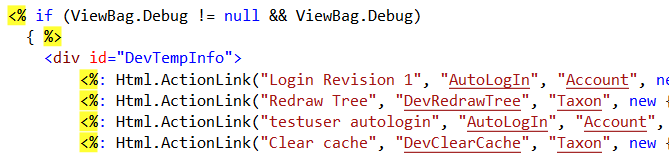 <% if (ViewBag.Debug != null && ViewBag.Debug)
{ %>
<div id="DevTempInfo">
<%: Html.ActionLink("Login Revision 1", "AutoLogIn", "Account", ne
<%: Html.ActionLink("Redraw Tree", "DevRedrawTree", "Taxon", new {
<%: Html.ActionLink("testuser autologin", "AutoLogIn", "Account",
<%: Html.ActionLink("Clear cache", "DevClearCache", "Taxon", new {